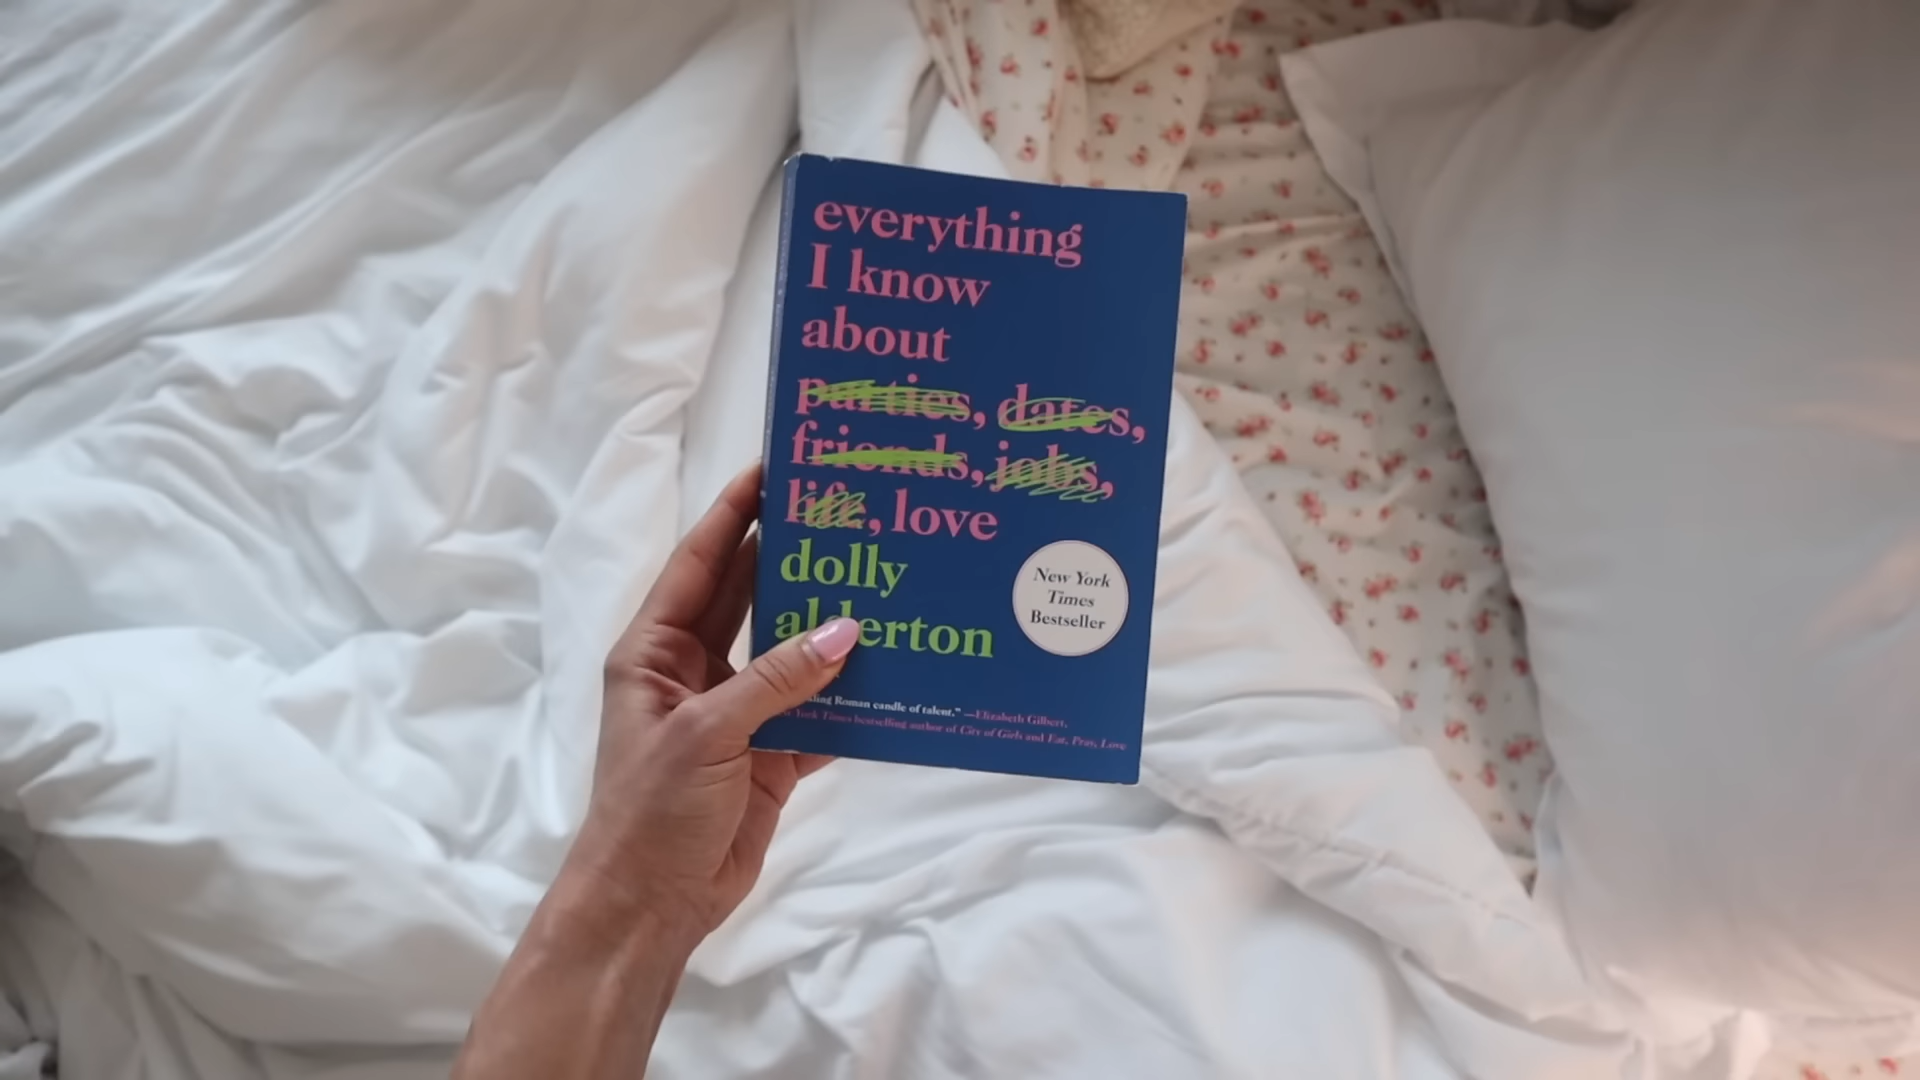 everything
I know
about
parties, dates,
friends, jobs,
life, love
dolly
alderton
New York
Times
Bestseller
Roman candle of talent." —Elizabeth Gilbert,
York Times bestselling author of City of Girls and Eat, Pray, Love